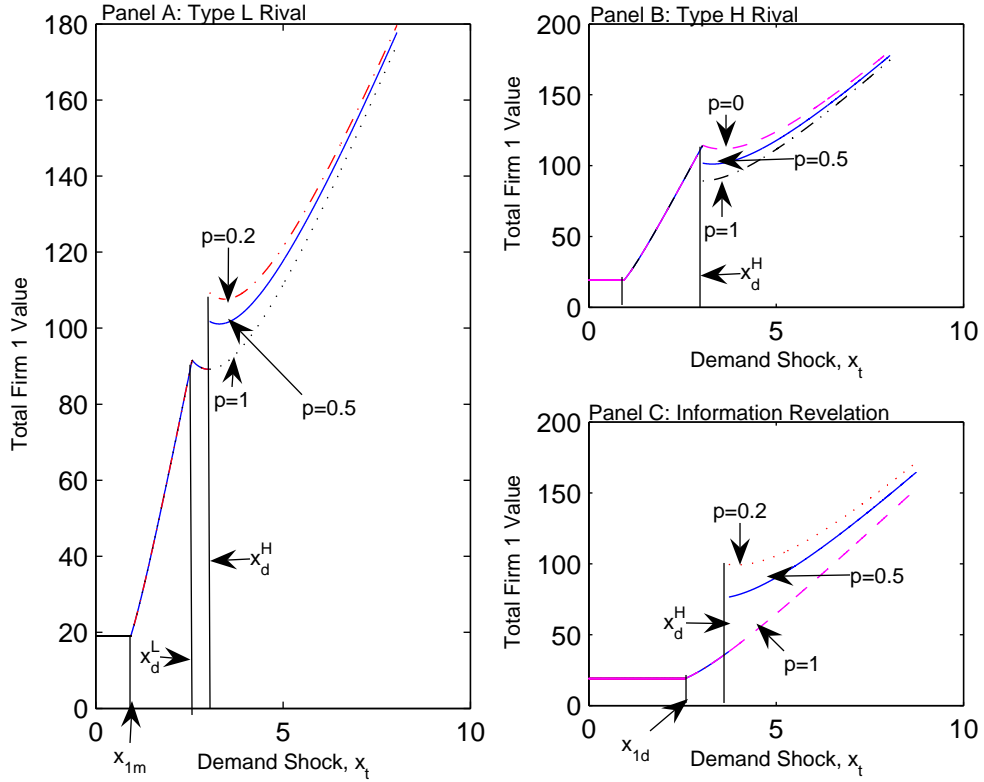 Panel A: Type L Rival
180
160
140
120
100
80
60
40
20
0
Total Firm 1 Value
p=0.2
p=0.5
p=1
x_d^H
x_d^L
x_{1m}
0
5
10
Demand Shock, x_t
Panel B: Type H Rival
200
150
100
50
0
Total Firm 1 Value
p=0
p=0.5
p=1
x_d^H
0
5
10
Demand Shock, x_t
Panel C: Information Revelation
200
150
100
50
0
Total Firm 1 Value
p=0.2
p=0.5
x_d^H
p=1
0
5
10
x_{1d}
Demand Shock, x_t